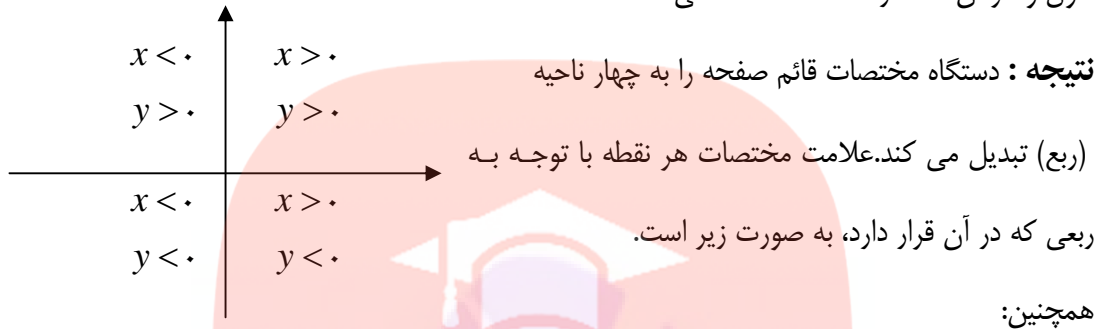 x < ۰ x > ۰
نتیجه : دستگاه مختصات قائم صفحه را به چهار ناحیه
y > ۰ y > ۰
(ربع) تبدیل می کند.علامت مختصات هر نقطه با توجه به
x < ۰ x > ۰
ربعی که در آن قرار دارد، به صورت زیر است.
y < ۰ y < ۰
همچنین: